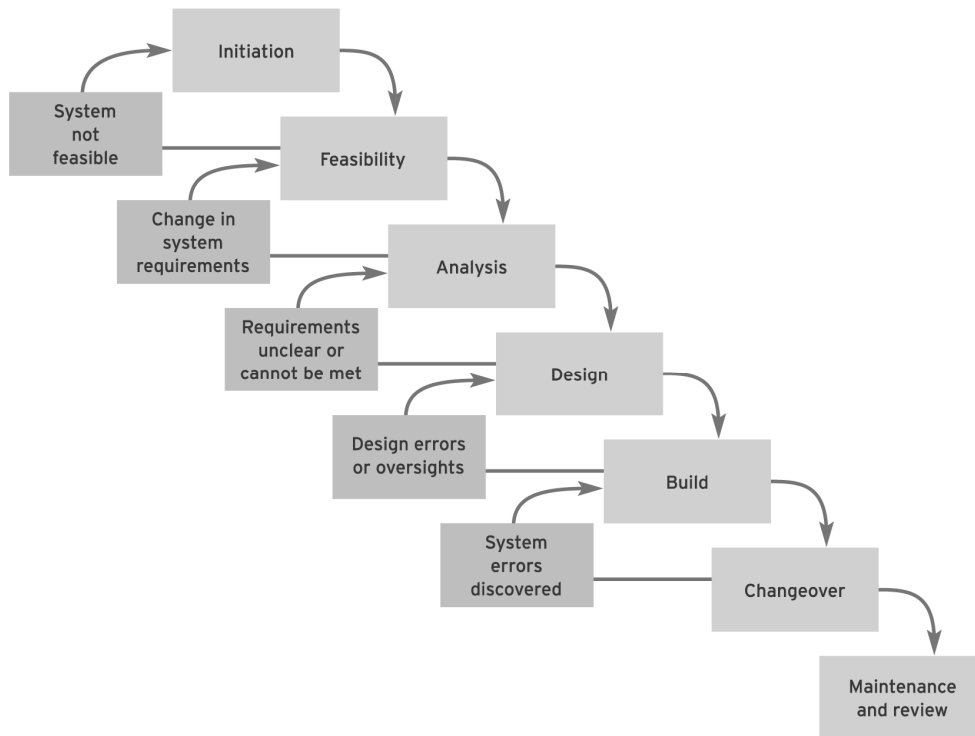 Initiation
System
not
feasible
Feasibility
Change in
system
requirements
Analysis
Requirements
unclear or
cannot be met
Design
Design errors
or oversights
Build
System
errors
discovered
Changeover
Maintenance
and review